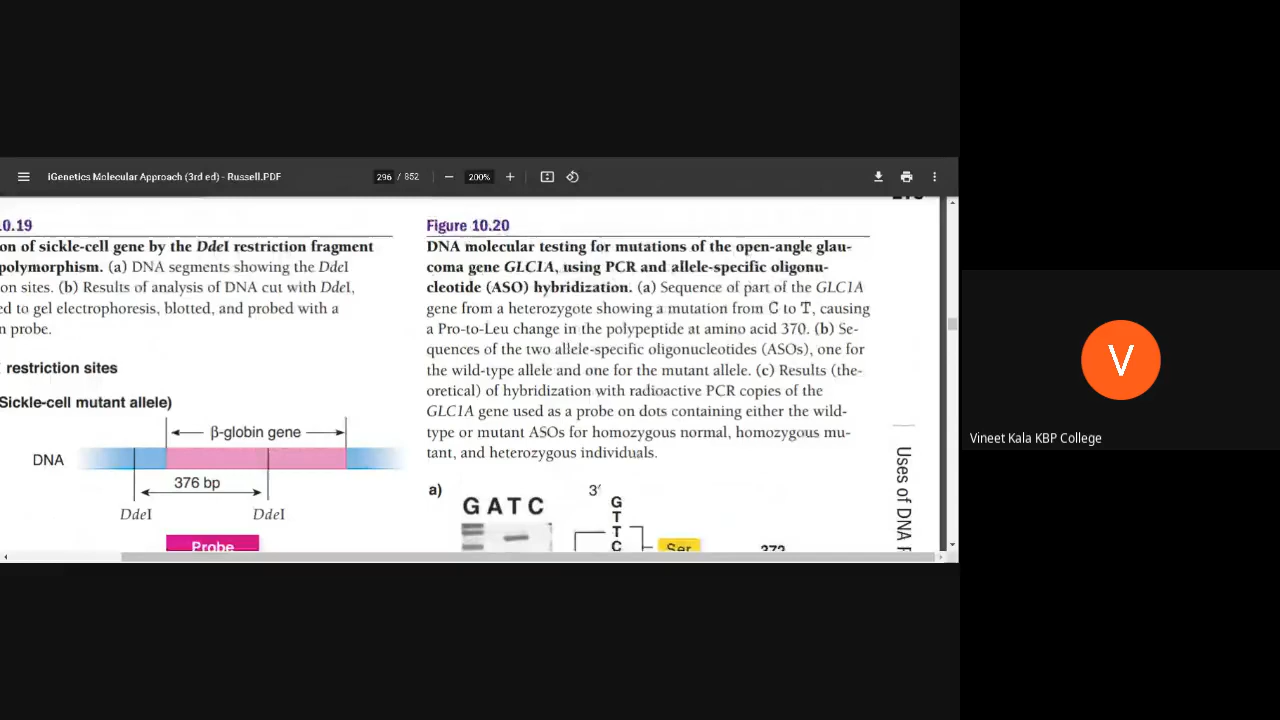 iGenetics Molecular Approach (3rd ed) - Russell.PDF
296 / 852
200%
0.19
on of sickle-cell gene by the DdeI restriction fragment
polymorphism. (a) DNA segments showing the DdeI
on sites. (b) Results of analysis of DNA cut with DdeI,
ed to gel electrophoresis, blotted, and probed with a
n probe.
restriction sites
Sickle-cell mutant allele)
β-globin gene
DNA
376 bp
DdeI DdeI
Probe
Figure 10.20
DNA molecular testing for mutations of the open-angle glau-
coma gene GLC1A, using PCR and allele-specific oligonu-
cleotide (ASO) hybridization. (a) Sequence of part of the GLC1A
gene from a heterozygote showing a mutation from C to T, causing
a Pro-to-Leu change in the polypeptide at amino acid 370. (b) Se-
quences of the two allele-specific oligonucleotides (ASOs), one for
the wild-type allele and one for the mutant allele. (c) Results (the-
oretical) of hybridization with radioactive PCR copies of the
GLC1A gene used as a probe on dots containing either the wild-
type or mutant ASOs for homozygous normal, homozygous mu-
tant, and heterozygous individuals.
a)
G A T C
3′
G
T
T
C
Ser
372
Uses of DNA
V
Vineet Kala KBP College